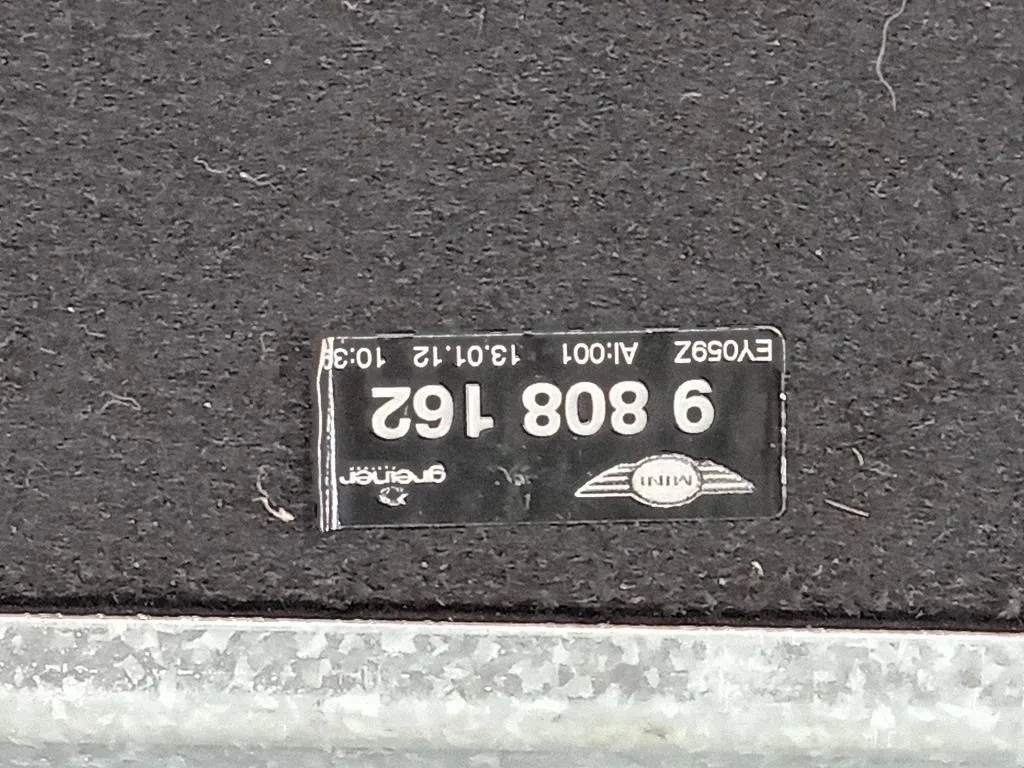 MINI
greiner
9 808 162
EY059Z AI:001 13.01.12 10:3